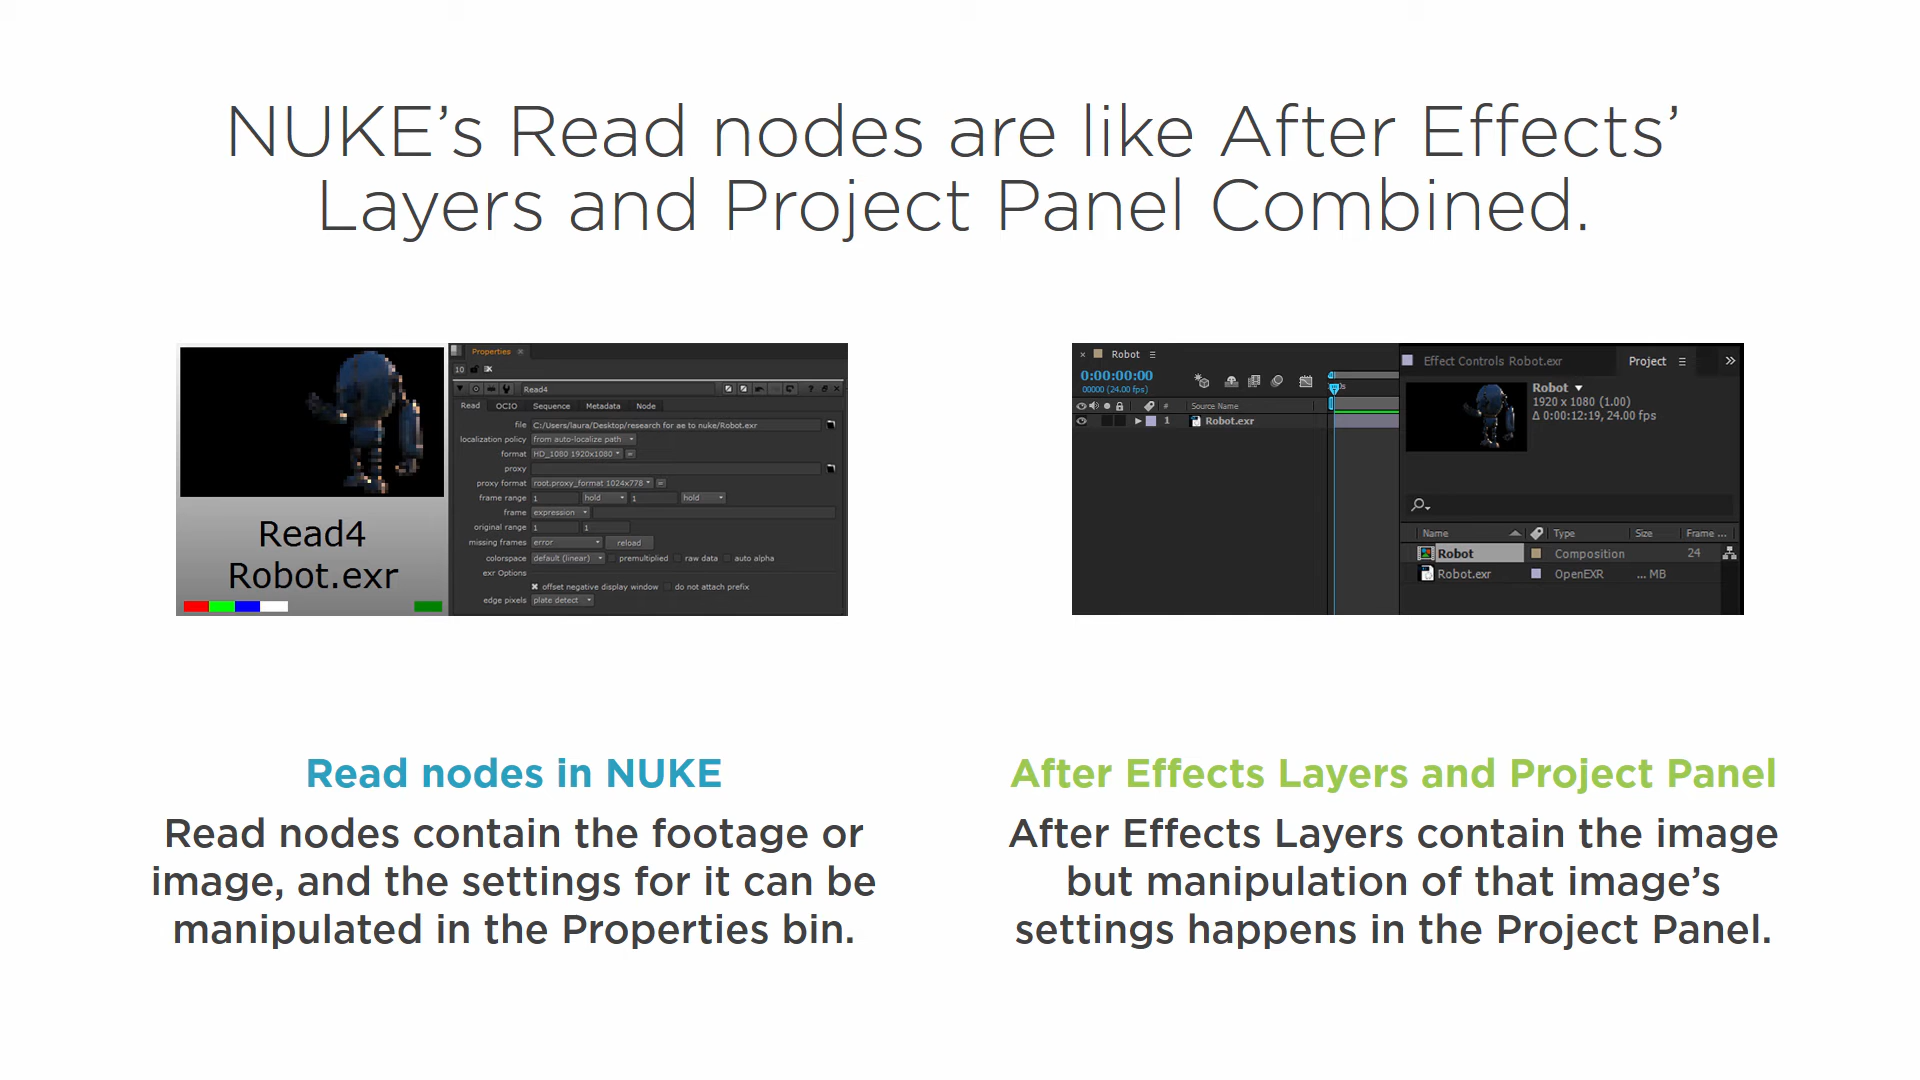 NUKE’s Read nodes are like After Effects’
Layers and Project Panel Combined.
Read4
Robot.exr
Properties
10
Read4
Read OCIO Sequence Metadata Node
file C:/Users/laura/Desktop/research for ae to nuke/Robot.exr
localization policy from auto-localize path
format HD_1080 1920x1080
proxy
proxy format root.proxy_format 1024x778
frame range 1 hold 1 hold
frame expression
original range 1 1
missing frames error reload
colorspace default (linear) premultiplied raw data auto alpha
exr Options
offset negative display window do not attach prefix
edge pixels plate detect
Robot
0:00:00:00
00000 (24.00 fps)
# Source Name
1 Robot.exr
Effect Controls Robot.exr Project
Robot
1920 x 1080 (1.00)
Δ 0:00:12:19, 24.00 fps
Name Type Size Frame ...
Robot Composition 24
Robot.exr OpenEXR ... MB
Read nodes in NUKE
Read nodes contain the footage or
image, and the settings for it can be
manipulated in the Properties bin.
After Effects Layers and Project Panel
After Effects Layers contain the image
but manipulation of that image’s
settings happens in the Project Panel.